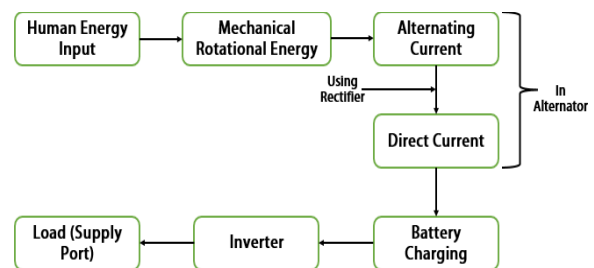 Human Energy
Input
Mechanical
Rotational Energy
Alternating
Current
Using
Rectifier
In
Alternator
Direct Current
Load (Supply
Port)
Inverter
Battery
Charging